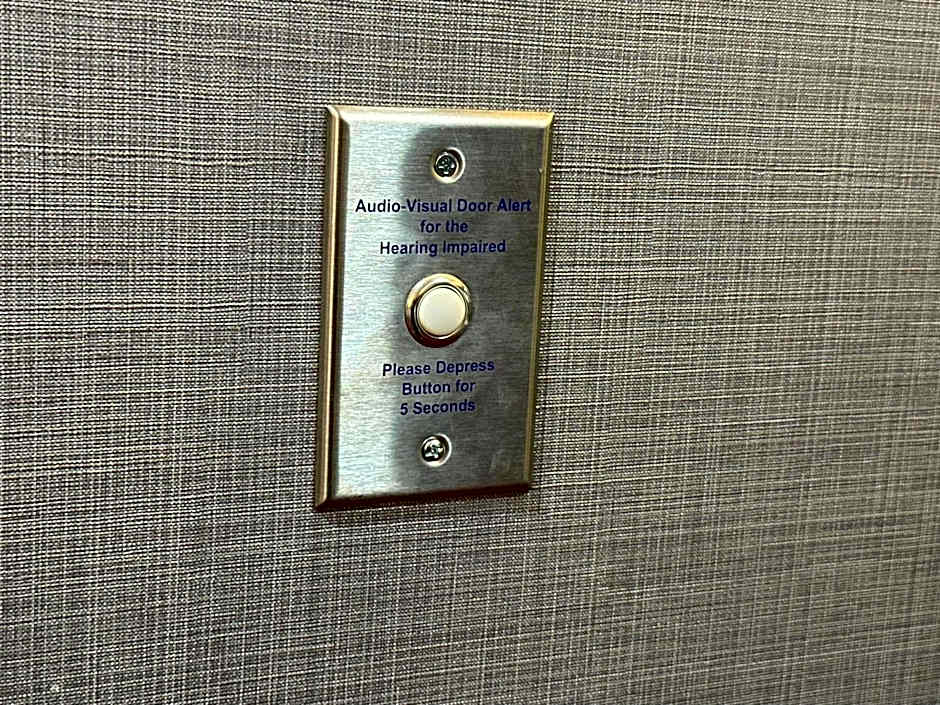 Audio-Visual Door Alert
for the
Hearing Impaired
Please Depress
Button for
5 Seconds